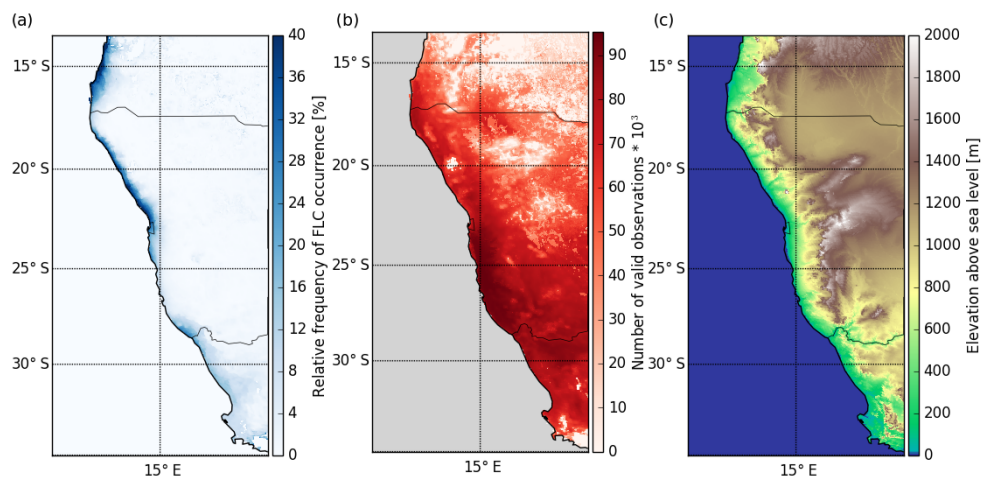 (a)
15° S
20° S
25° S
30° S
15° E
40
36
32
28
24
20
16
12
8
4
0
Relative frequency of FLC occurrence [%]
(b)
15° S
20° S
25° S
30° S
15° E
90
80
70
60
50
40
30
20
10
0
Number of valid observations * 10³
(c)
15° S
20° S
25° S
30° S
15° E
2000
1800
1600
1400
1200
1000
800
600
400
200
0
Elevation above sea level [m]